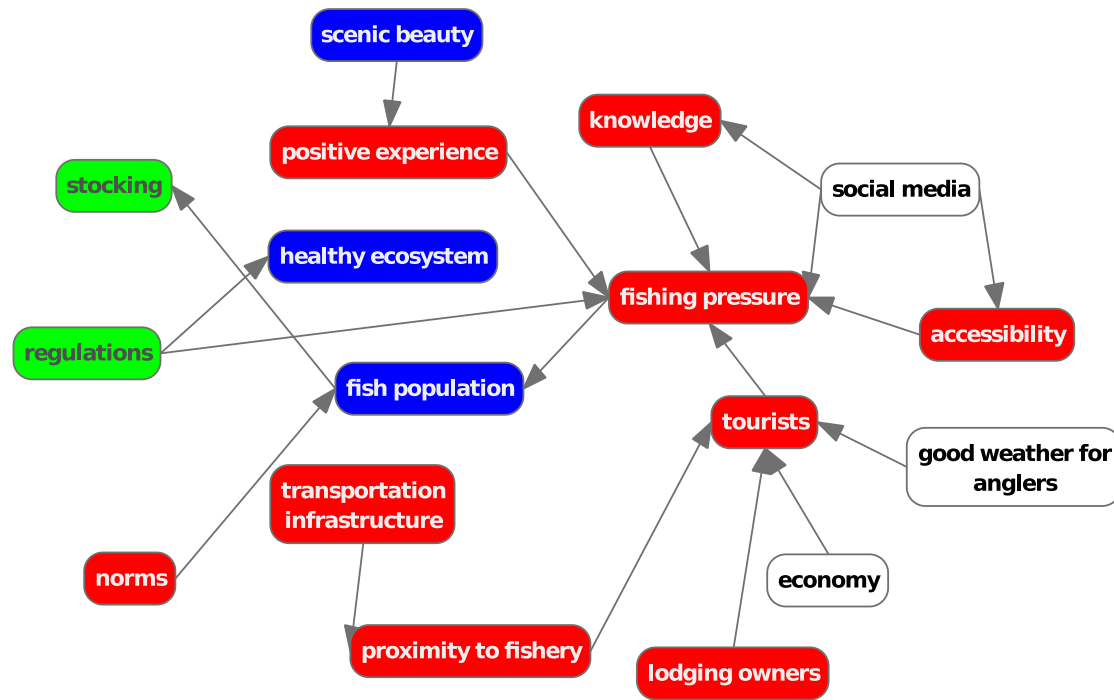 scenic beauty
knowledge
positive experience
stocking
social media
healthy ecosystem
fishing pressure
accessibility
regulations
fish population
tourists
good weather for
anglers
transportation
infrastructure
norms
economy
proximity to fishery
lodging owners